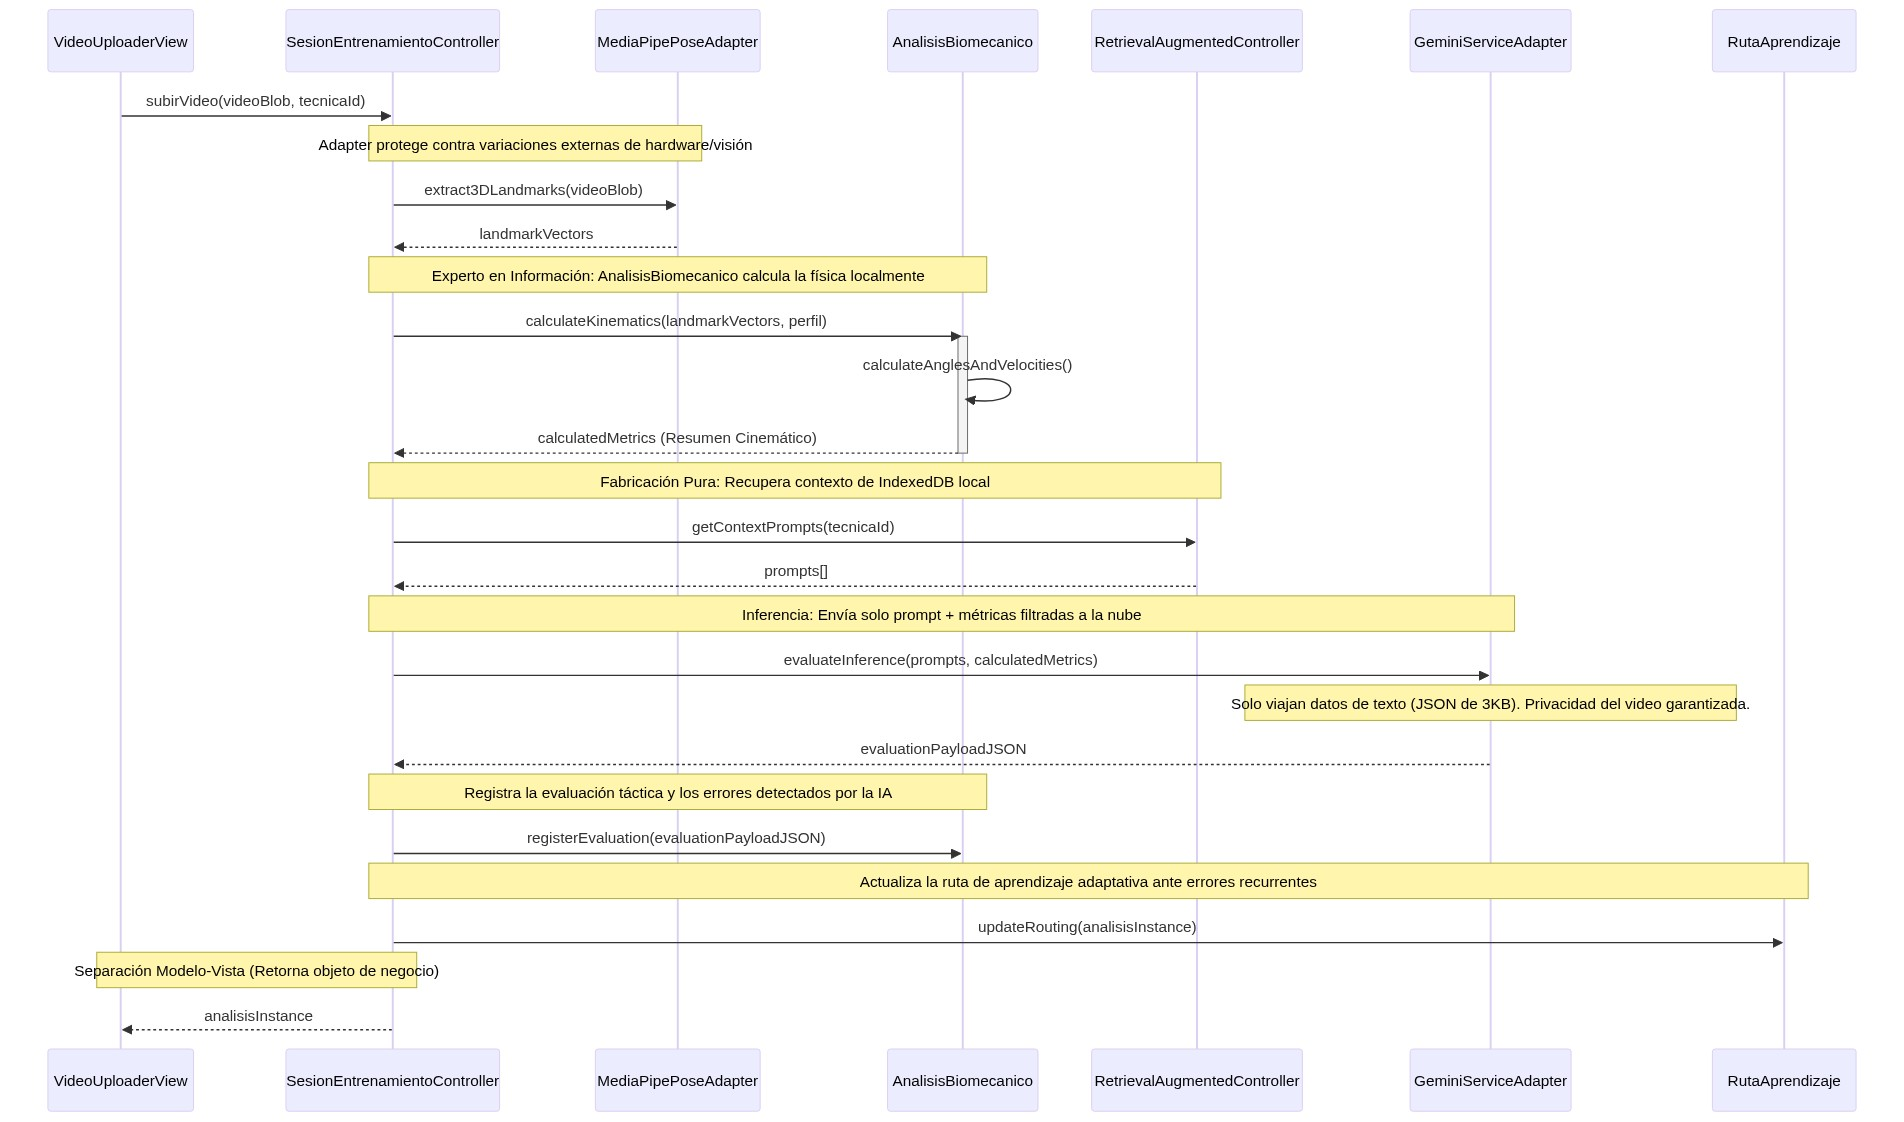 VideoUploaderView
SesionEntrenamientoController
MediaPipePoseAdapter
AnalisisBiomecanico
RetrievalAugmentedController
GeminiServiceAdapter
RutaAprendizaje
subirVideo(videoBlob, tecnicaId)
Adapter protege contra variaciones externas de hardware/visión
extract3DLandmarks(videoBlob)
landmarkVectors
Experto en Información: AnalisisBiomecanico calcula la física localmente
calculateKinematics(landmarkVectors, perfil)
calculateAnglesAndVelocities()
calculatedMetrics (Resumen Cinemático)
Fabricación Pura: Recupera contexto de IndexedDB local
getContextPrompts(tecnicaId)
prompts[]
Inferencia: Envía solo prompt + métricas filtradas a la nube
evaluateInference(prompts, calculatedMetrics)
Solo viajan datos de texto (JSON de 3KB). Privacidad del video garantizada.
evaluationPayloadJSON
Registra la evaluación táctica y los errores detectados por la IA
registerEvaluation(evaluationPayloadJSON)
Actualiza la ruta de aprendizaje adaptativa ante errores recurrentes
updateRouting(analisisInstance)
Separación Modelo-Vista (Retorna objeto de negocio)
analisisInstance
VideoUploaderView
SesionEntrenamientoController
MediaPipePoseAdapter
AnalisisBiomecanico
RetrievalAugmentedController
GeminiServiceAdapter
RutaAprendizaje